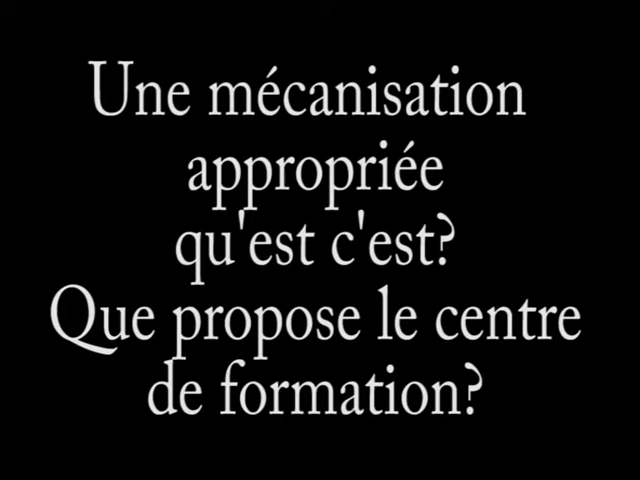 Une mécanisation
appropriée
qu'est c'est?
Que propose le centre
de formation?